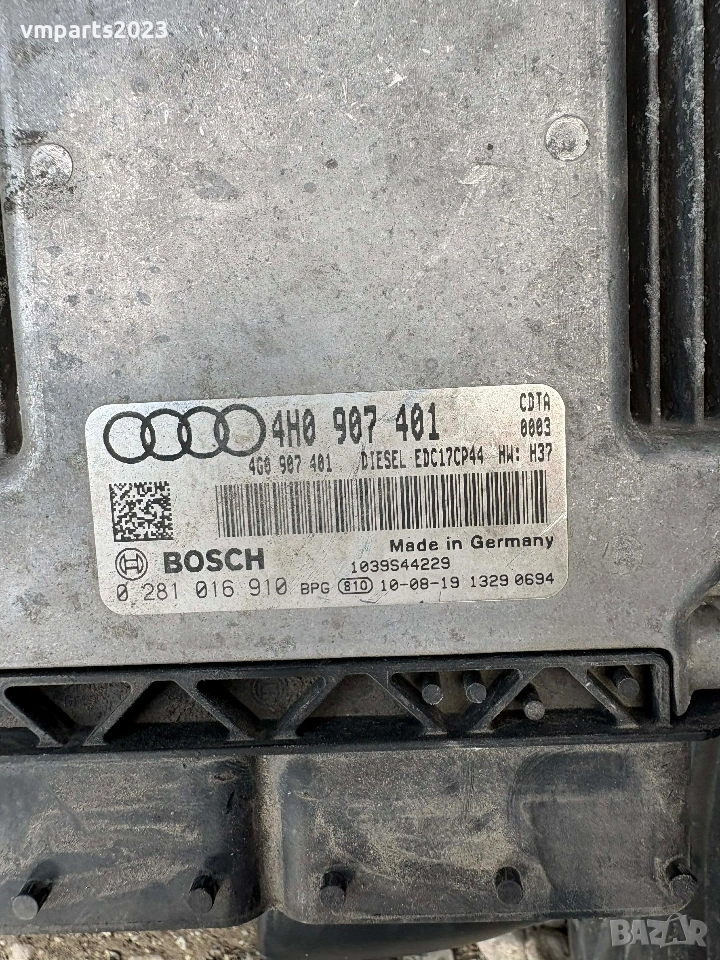 vmparts2023
4H0 907 401
CDTA
0003
4G0 907 401 DIESEL EDC17CP44 HW: H37
Made in Germany
BOSCH
1039S44229
0 281 016 910 BPG 810 10-08-19 1329 0694
BAZAR